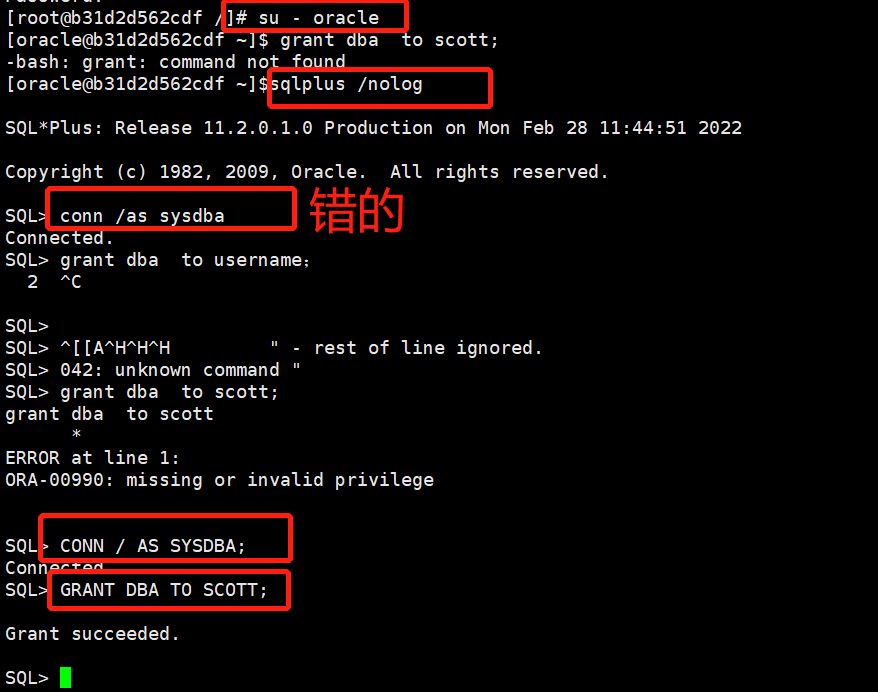 [root@b31d2d562cdf /]# su - oracle
[oracle@b31d2d562cdf ~]$ grant dba  to scott;
-bash: grant: command not found
[oracle@b31d2d562cdf ~]$sqlplus /nolog
SQL*Plus: Release 11.2.0.1.0 Production on Mon Feb 28 11:44:51 2022
Copyright (c) 1982, 2009, Oracle.  All rights reserved.
SQL> conn /as sysdba 错的
Connected.
SQL> grant dba  to username；
  2  ^C
SQL>
SQL> ^[[A^H^H^H         " - rest of line ignored.
SQL> 042: unknown command "
SQL> grant dba  to scott;
grant dba  to scott
      *
ERROR at line 1:
ORA-00990: missing or invalid privilege
SQL> CONN / AS SYSDBA;
Connected
SQL> GRANT DBA TO SCOTT;
Grant succeeded.
SQL>